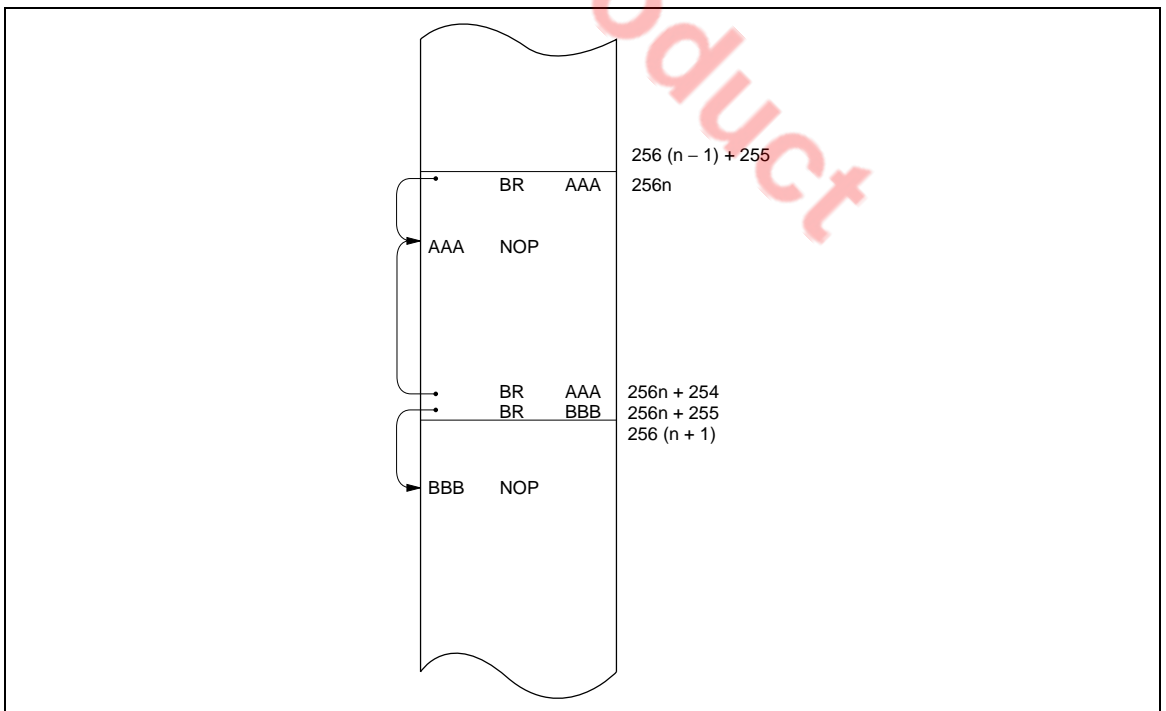 oduct
256 (n – 1) + 255
BR AAA 256n
AAA NOP
BR AAA 256n + 254
BR BBB 256n + 255
256 (n + 1)
BBB NOP